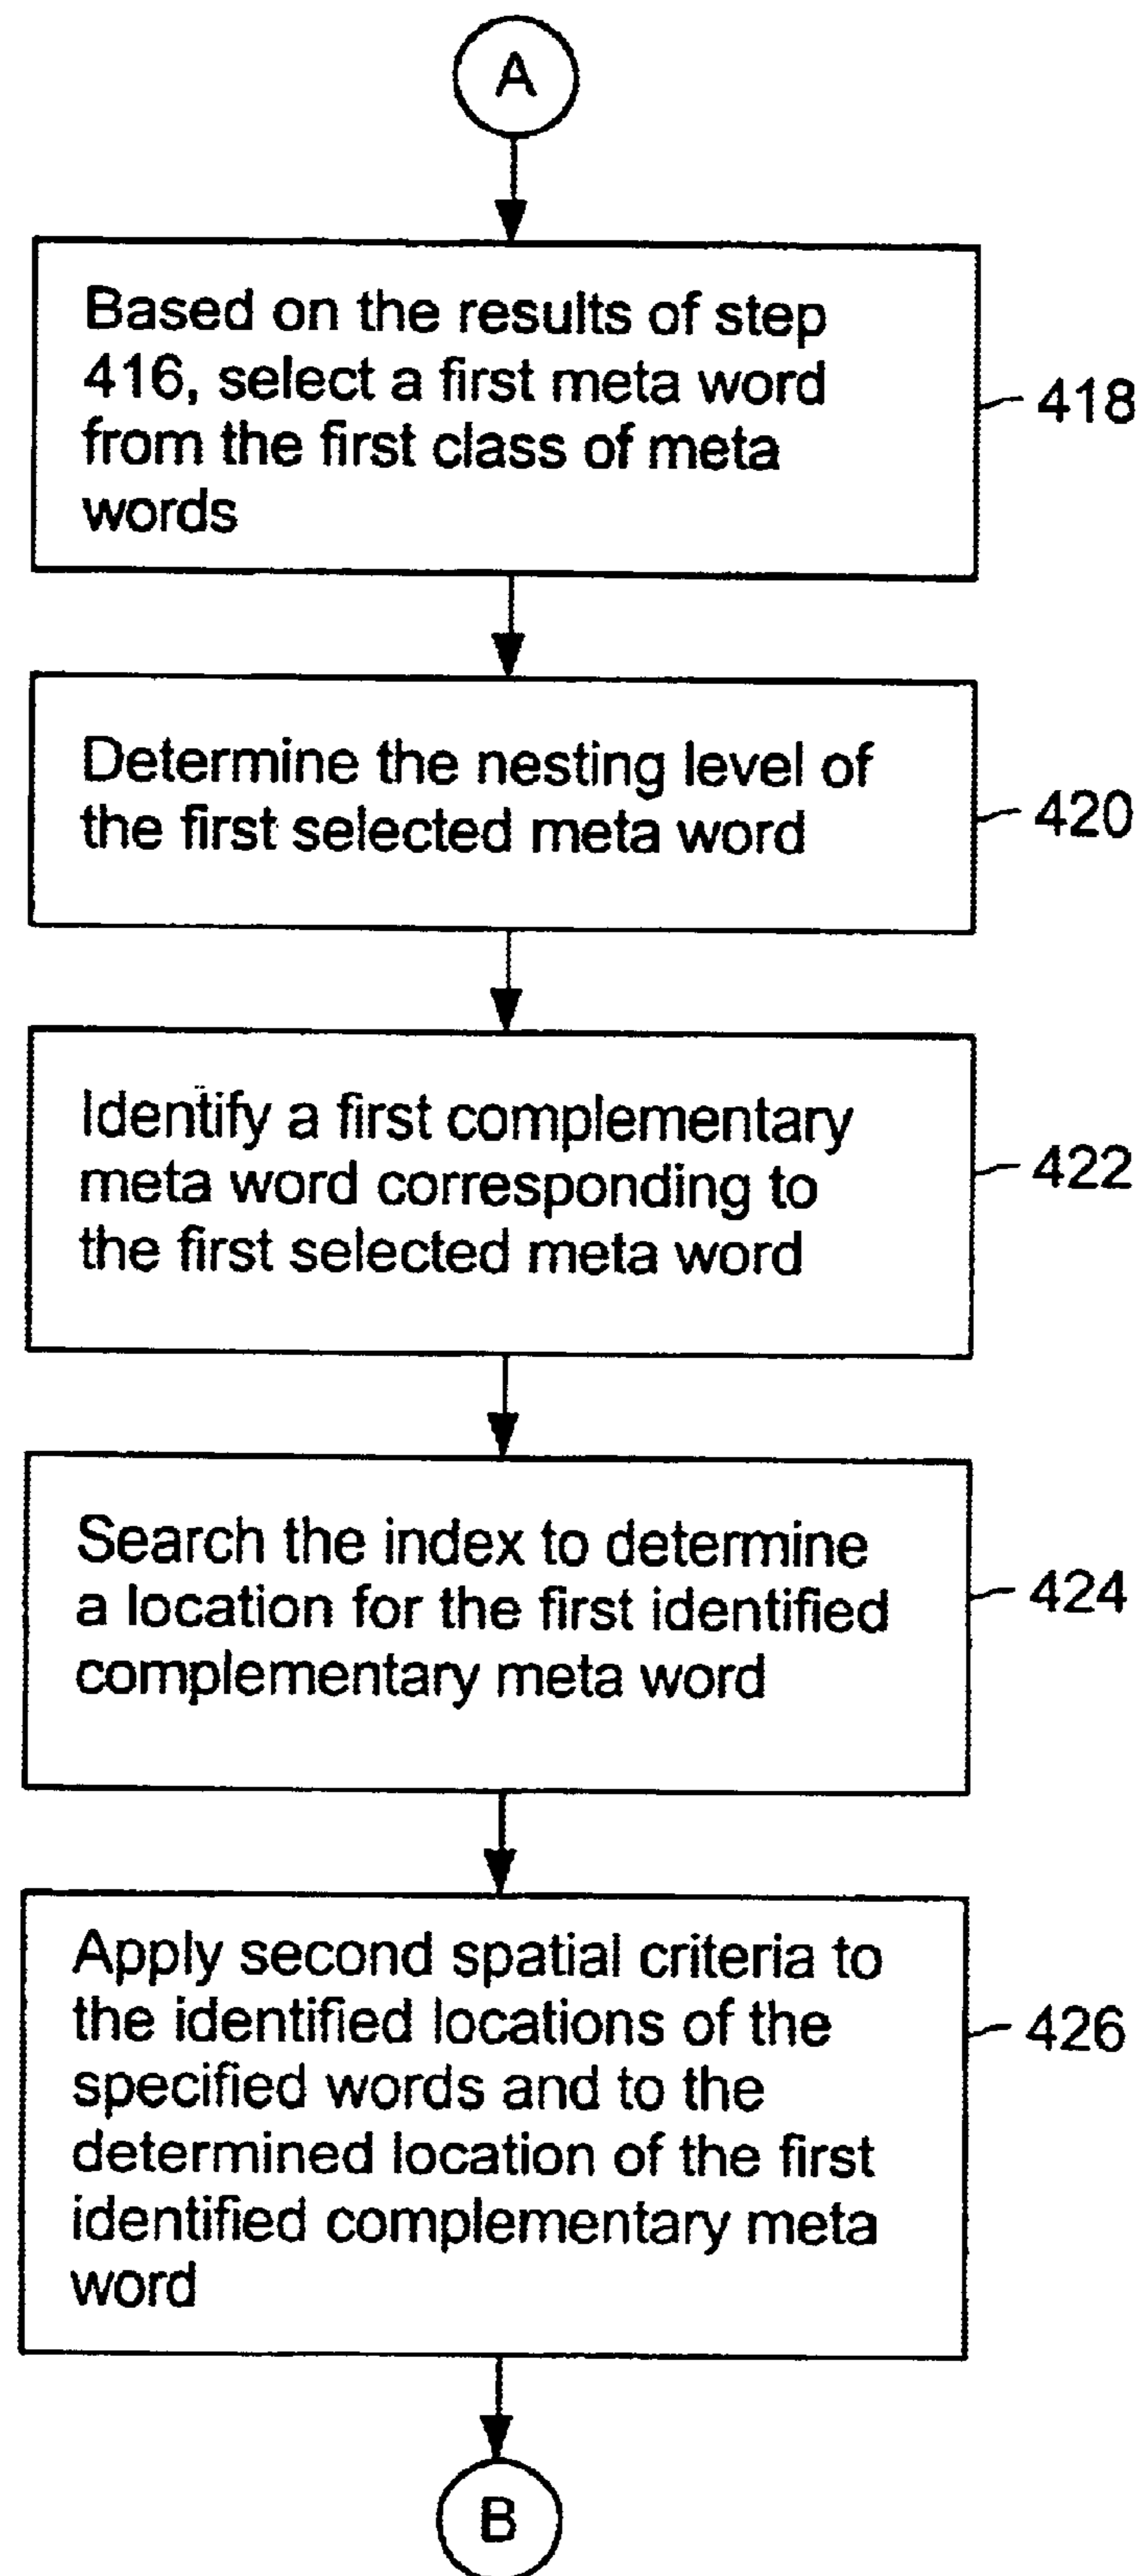 A
Based on the results of step
416, select a first meta word
from the first class of meta
words
418
Determine the nesting level of
the first selected meta word
420
Identify a first complementary
meta word corresponding to
the first selected meta word
422
Search the index to determine
a location for the first identified
complementary meta word
424
Apply second spatial criteria to
the identified locations of the
specified words and to the
determined location of the first
identified complementary meta
word
426
B